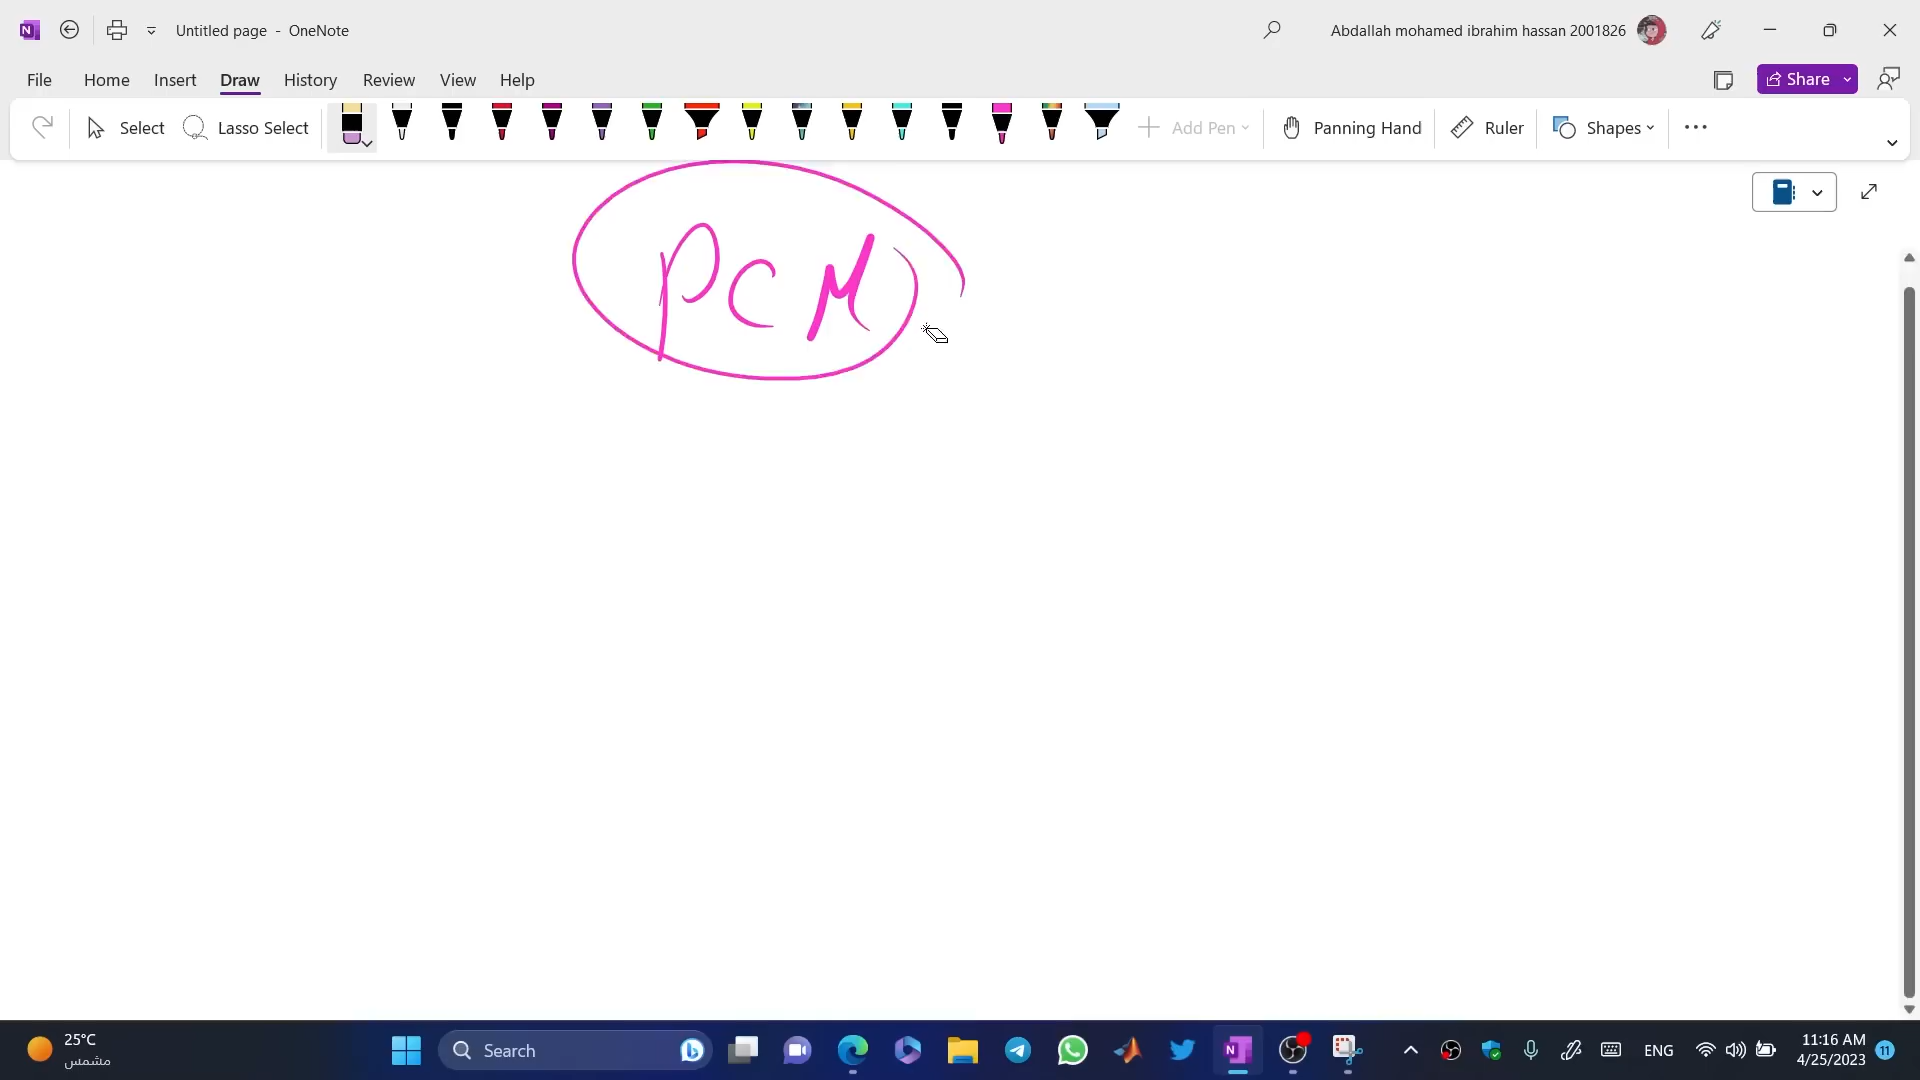 Untitled page - OneNote
Abdallah mohamed ibrahim hassan 2001826
File Home Insert Draw History Review View Help
Share
Select Lasso Select Add Pen Panning Hand Ruler Shapes
PCM
25°C
مشمس
Search
ENG
11:16 AM
4/25/2023
11